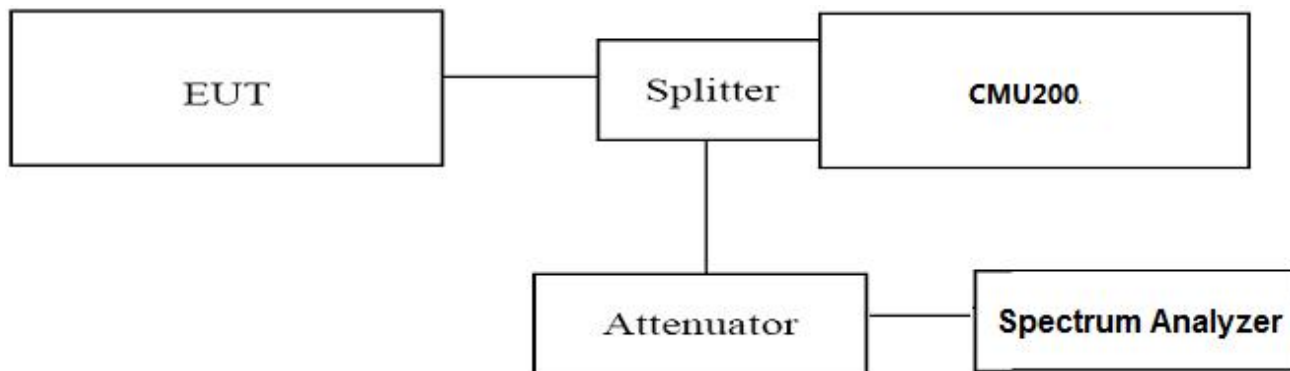 EUT
Splitter
CMU200
Attenuator
Spectrum Analyzer